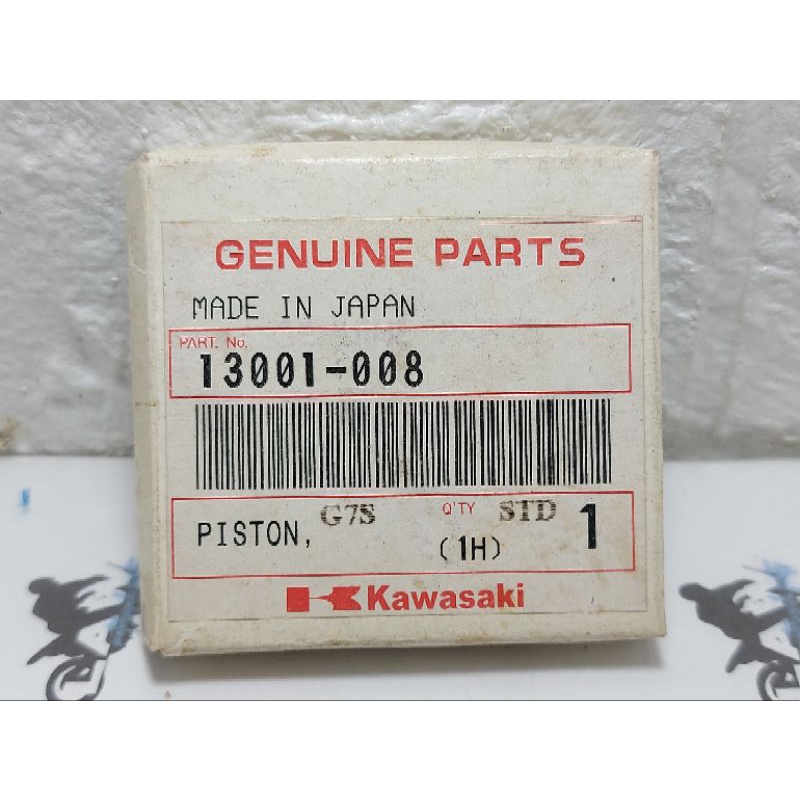 GENUINE PARTS
MADE IN JAPAN
PART. No.
13001-008
G7S Q'TY STD
PISTON, (1H) 1
Kawasaki